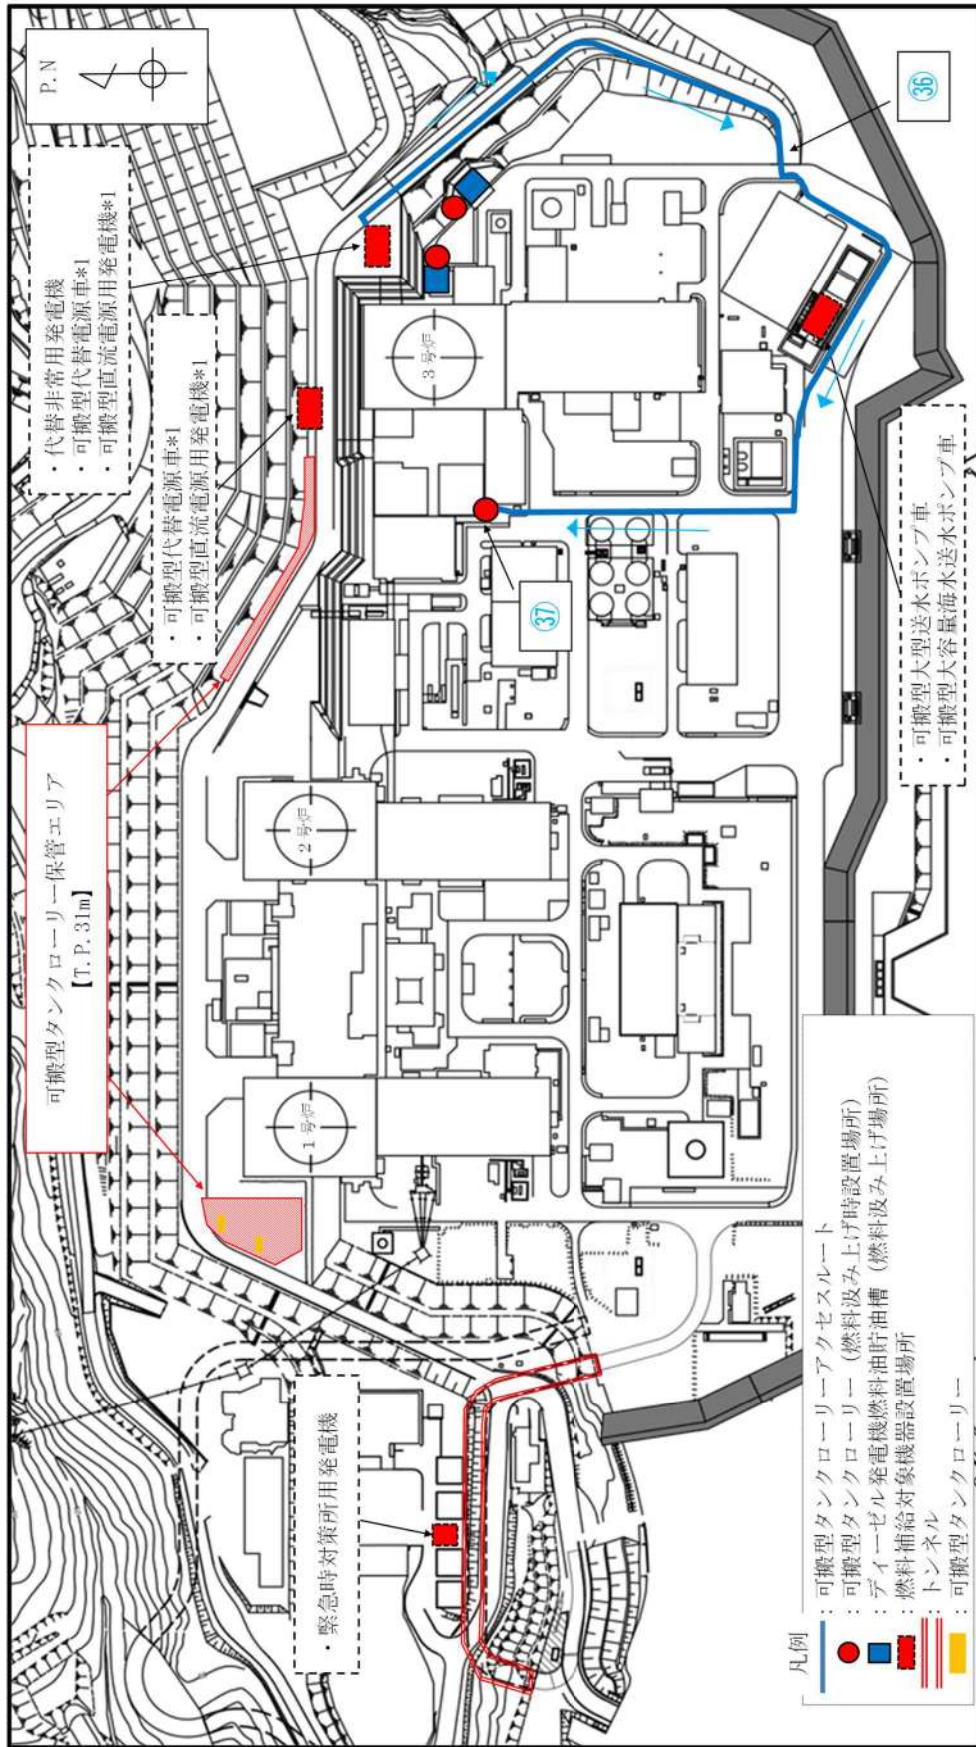 P.N
・代替非常用発電機
・可搬型代替電源車*1
・可搬型直流電源用発電機*1
・可搬型代替電源車*1
・可搬型直流電源用発電機*1
可搬型タンクローリー保管エリア
【T.P.31m】
・緊急時対策所用発電機
1号炉
2号炉
3号炉
㊱
㊲
・可搬型大型送水ポンプ車
・可搬型大容量海水送水ポンプ車
凡例
：可搬型タンクローリーアクセスルート
：可搬型タンクローリー（燃料汲み上げ時設置場所）
：ディーゼル発電機燃料油貯油槽（燃料汲み上げ場所）
：燃料補給対象機器設置場所
：トンネル
：可搬型タンクローリー